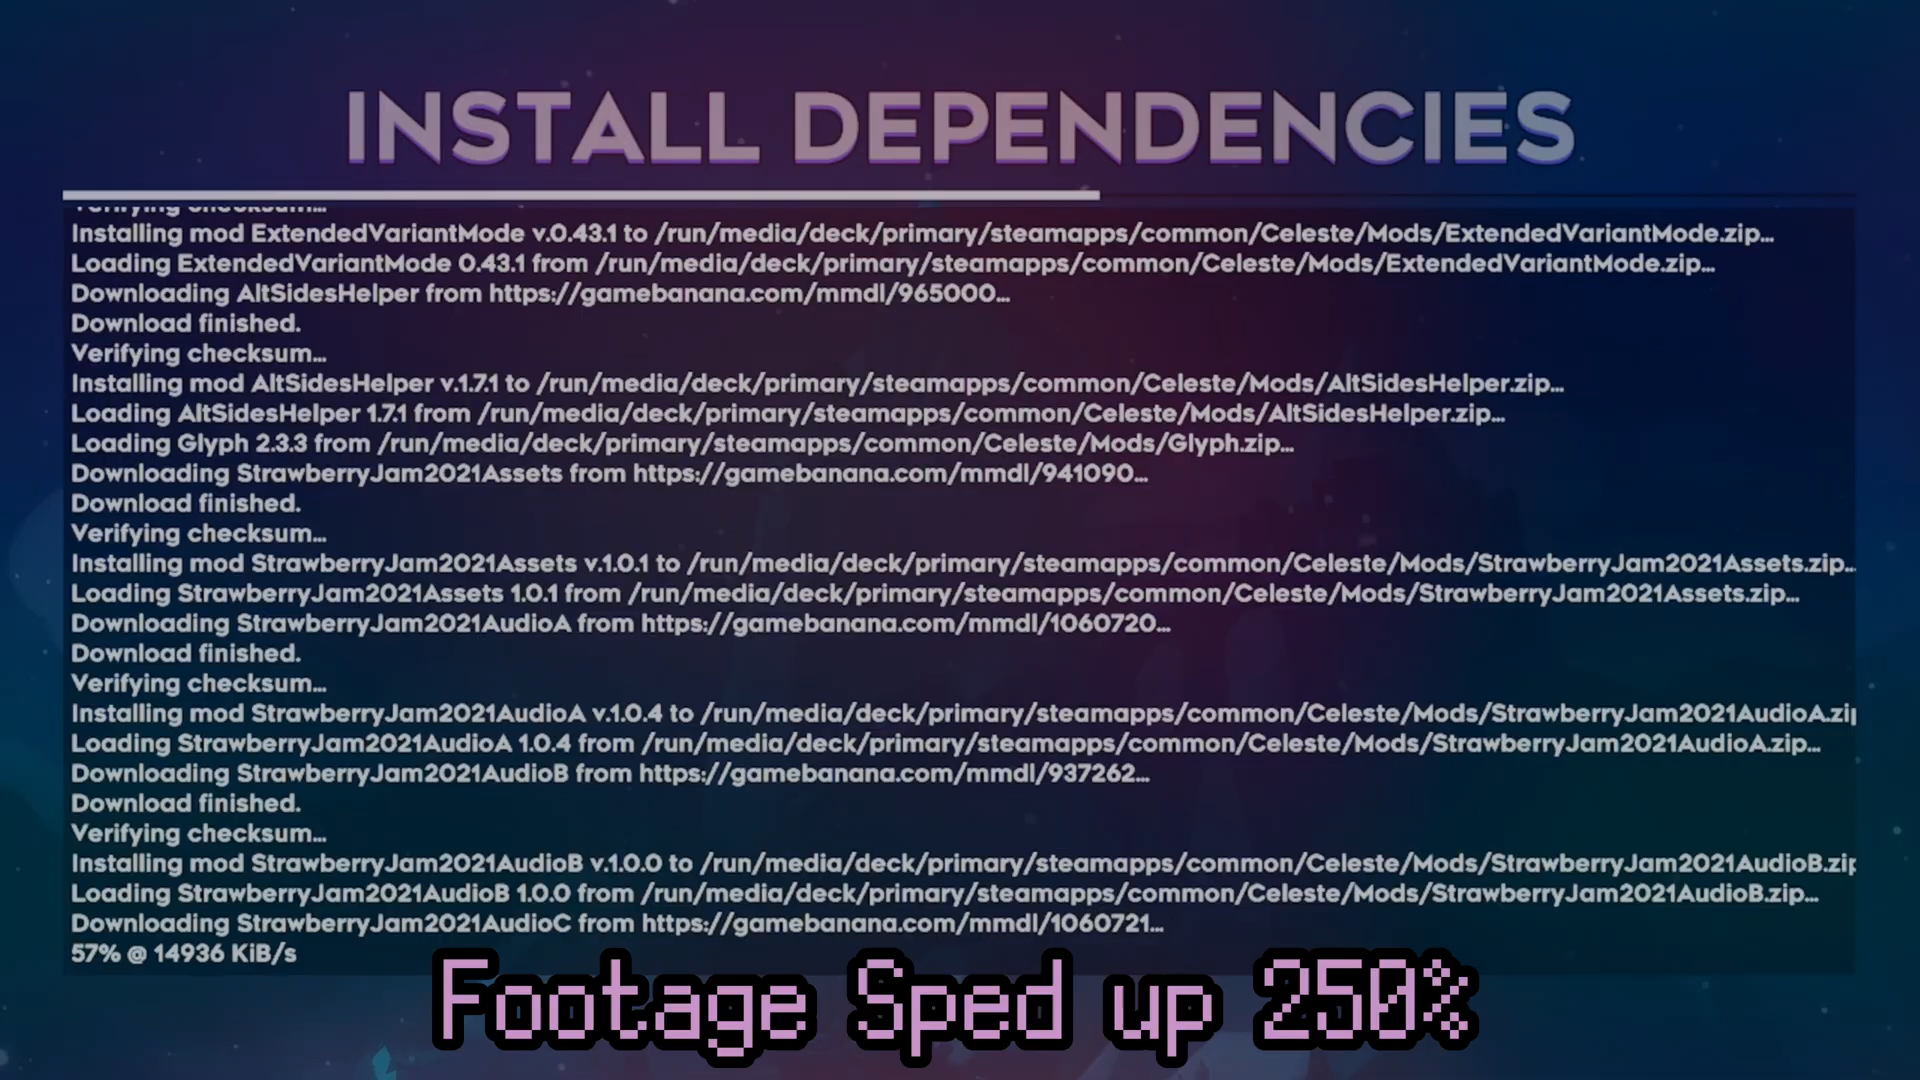 INSTALL DEPENDENCIES
Verifying checksum...
Installing mod ExtendedVariantMode v.0.43.1 to /run/media/deck/primary/steamapps/common/Celeste/Mods/ExtendedVariantMode.zip...
Loading ExtendedVariantMode 0.43.1 from /run/media/deck/primary/steamapps/common/Celeste/Mods/ExtendedVariantMode.zip...
Downloading AltSidesHelper from https://gamebanana.com/mmdl/965000...
Download finished.
Verifying checksum...
Installing mod AltSidesHelper v.1.7.1 to /run/media/deck/primary/steamapps/common/Celeste/Mods/AltSidesHelper.zip...
Loading AltSidesHelper 1.7.1 from /run/media/deck/primary/steamapps/common/Celeste/Mods/AltSidesHelper.zip...
Loading Glyph 2.3.3 from /run/media/deck/primary/steamapps/common/Celeste/Mods/Glyph.zip...
Downloading StrawberryJam2021Assets from https://gamebanana.com/mmdl/941090...
Download finished.
Verifying checksum...
Installing mod StrawberryJam2021Assets v.1.0.1 to /run/media/deck/primary/steamapps/common/Celeste/Mods/StrawberryJam2021Assets.zip...
Loading StrawberryJam2021Assets 1.0.1 from /run/media/deck/primary/steamapps/common/Celeste/Mods/StrawberryJam2021Assets.zip...
Downloading StrawberryJam2021AudioA from https://gamebanana.com/mmdl/1060720...
Download finished.
Verifying checksum...
Installing mod StrawberryJam2021AudioA v.1.0.4 to /run/media/deck/primary/steamapps/common/Celeste/Mods/StrawberryJam2021AudioA.zip
Loading StrawberryJam2021AudioA 1.0.4 from /run/media/deck/primary/steamapps/common/Celeste/Mods/StrawberryJam2021AudioA.zip...
Downloading StrawberryJam2021AudioB from https://gamebanana.com/mmdl/937262...
Download finished.
Verifying checksum...
Installing mod StrawberryJam2021AudioB v.1.0.0 to /run/media/deck/primary/steamapps/common/Celeste/Mods/StrawberryJam2021AudioB.zip
Loading StrawberryJam2021AudioB 1.0.0 from /run/media/deck/primary/steamapps/common/Celeste/Mods/StrawberryJam2021AudioB.zip...
Downloading StrawberryJam2021AudioC from https://gamebanana.com/mmdl/1060721...
57% @ 14936 KiB/s
Footage Sped up 250%